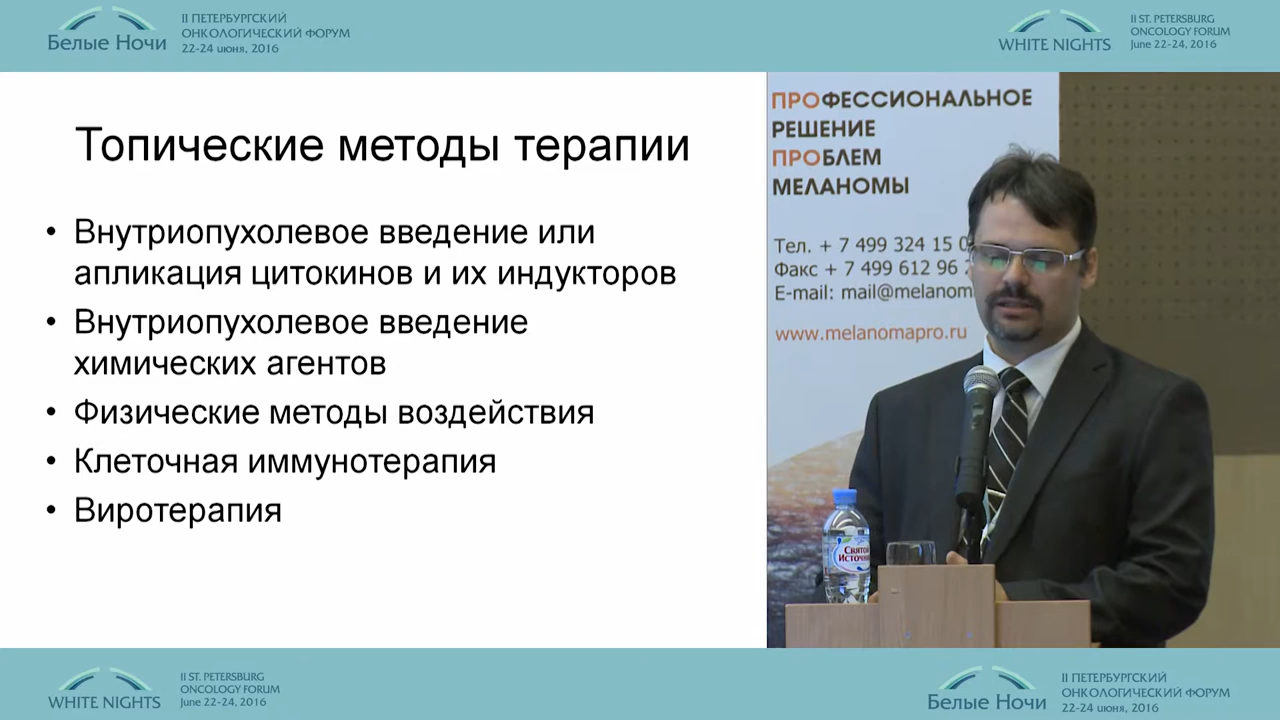 Белые Ночи
II ПЕТЕРБУРГСКИЙ
ОНКОЛОГИЧЕСКИЙ ФОРУМ
22-24 июня, 2016
WHITE NIGHTS
II ST. PETERSBURG
ONCOLOGY FORUM
June 22-24, 2016
Топические методы терапии
• Внутриопухолевое введение или
апликация цитокинов и их индукторов
• Внутриопухолевое введение
химических агентов
• Физические методы воздействия
• Клеточная иммунотерапия
• Виротерапия
ПРОФЕССИОНАЛЬНОЕ
РЕШЕНИЕ
ПРОБЛЕМ
МЕЛАНОМЫ
Тел. + 7 499 324 15
Факс + 7 499 612 96
E-mail: mail@melanom
www.melanomapro.ru
Святой
Источник
WHITE NIGHTS
II ST. PETERSBURG
ONCOLOGY FORUM
June 22-24, 2016
Белые Ночи
II ПЕТЕРБУРГСКИЙ
ОНКОЛОГИЧЕСКИЙ ФОРУМ
22-24 июня, 2016